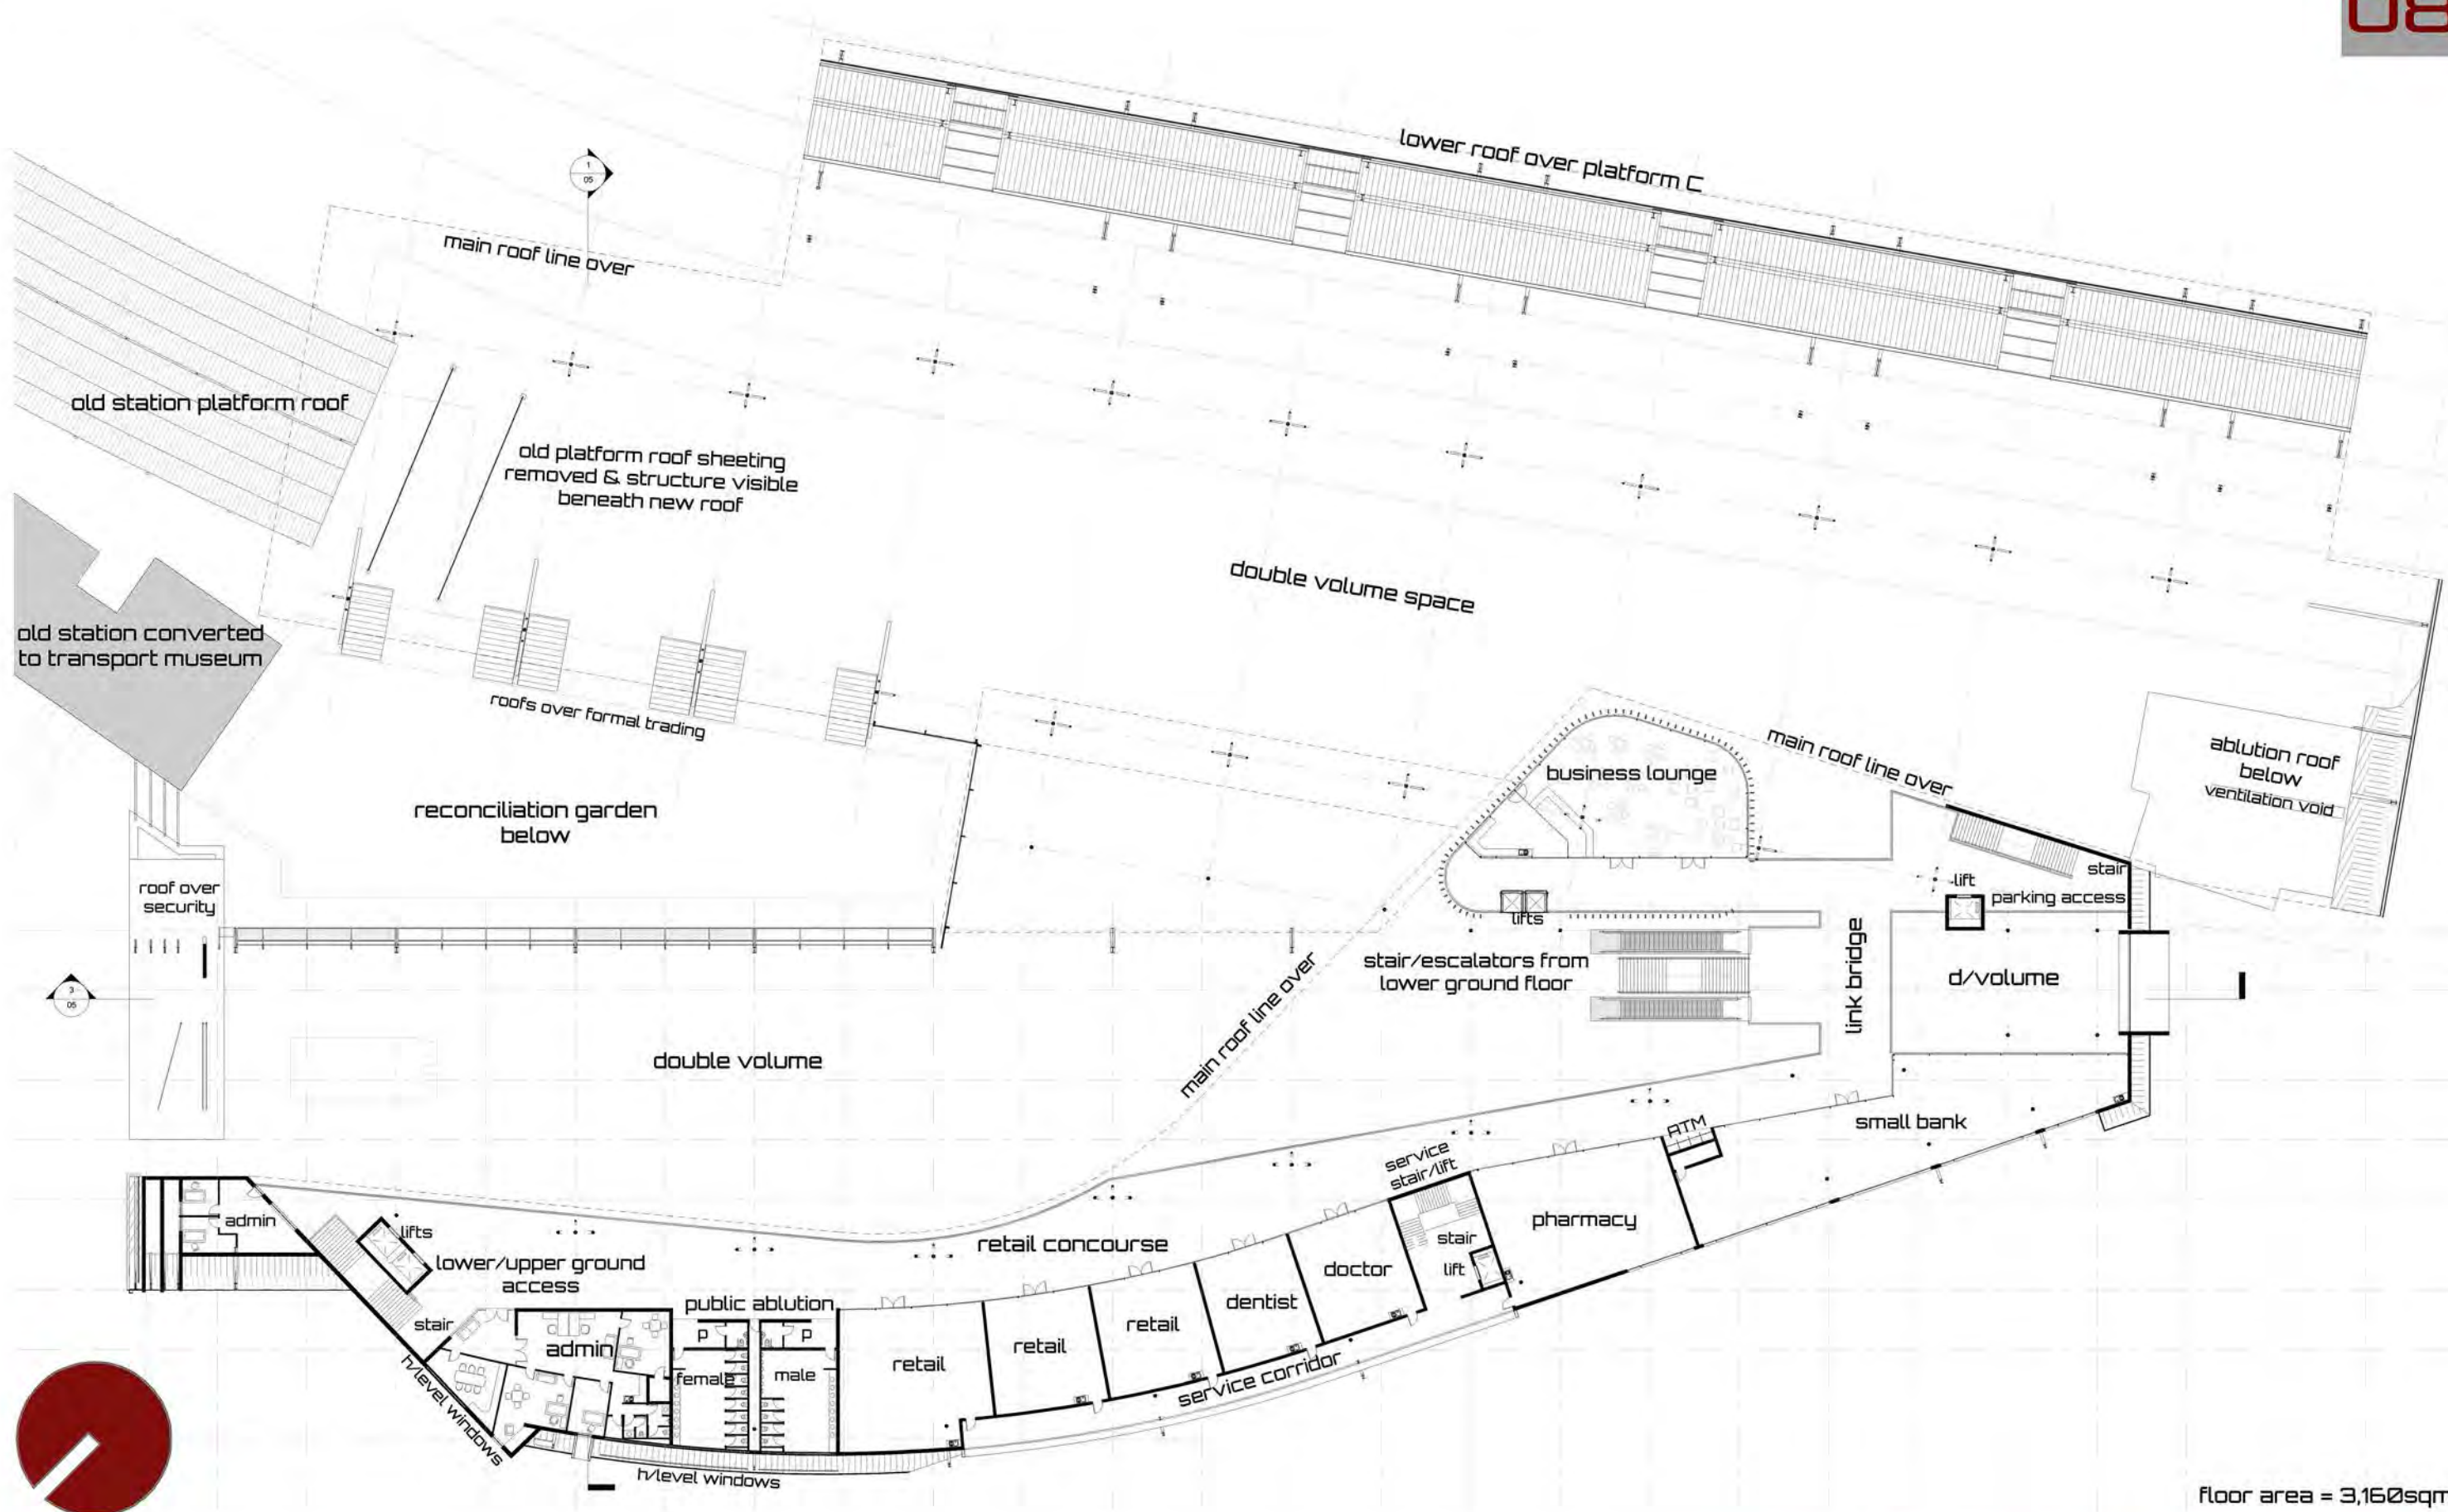 08
lower roof over platform C
1
05
main roof line over
old station platform roof
old platform roof sheeting
removed & structure visible
beneath new roof
double volume space
old station converted
to transport museum
roofs over formal trading
business lounge
main roof line over
ablution roof
below
ventilation void
reconciliation garden
below
roof over
security
lifts
lift
stair
parking access
stair/escalators from
lower ground floor
link bridge
d/volume
3
05
main roof line over
double volume
small bank
ATM
service
stair/lift
pharmacy
admin
lifts
lower/upper ground
access
retail concourse
stair
lift
doctor
dentist
public ablution
stair
P
P
admin
retail
retail
retail
female
male
service corridor
h/level windows
h/level windows
floor area = 3,160sqm